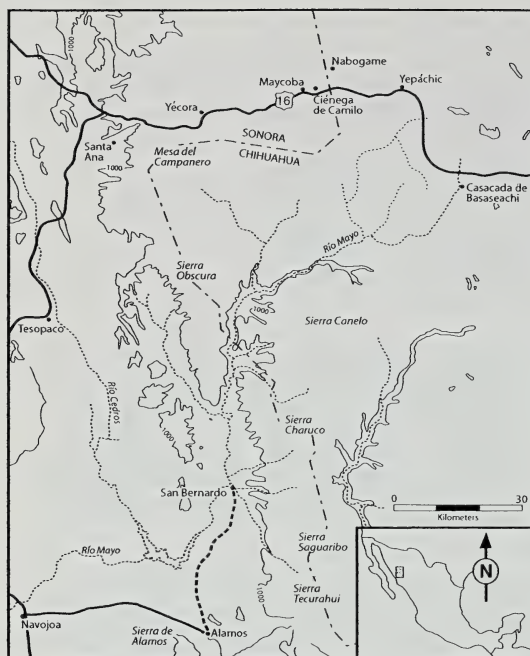 1000
Nabogame
Maycoba
Yepáchic
16
Ciénega
de Camilo
Yécora
SONORA
Santa
Ana
Mesa del
Campanero
CHIHUAHUA
Casacada de
Basaseachi
Río Mayo
Sierra
Obscura
1000
Sierra Canelo
Tesopaco
Río Cedros
Sierra
Charuco
1000
San Bernardo
0
30
Kilometers
Sierra
Saguaribo
Río Mayo
N
Sierra
Tecurahui
1000
Navojoa
Sierra de
Alamos
Alamos